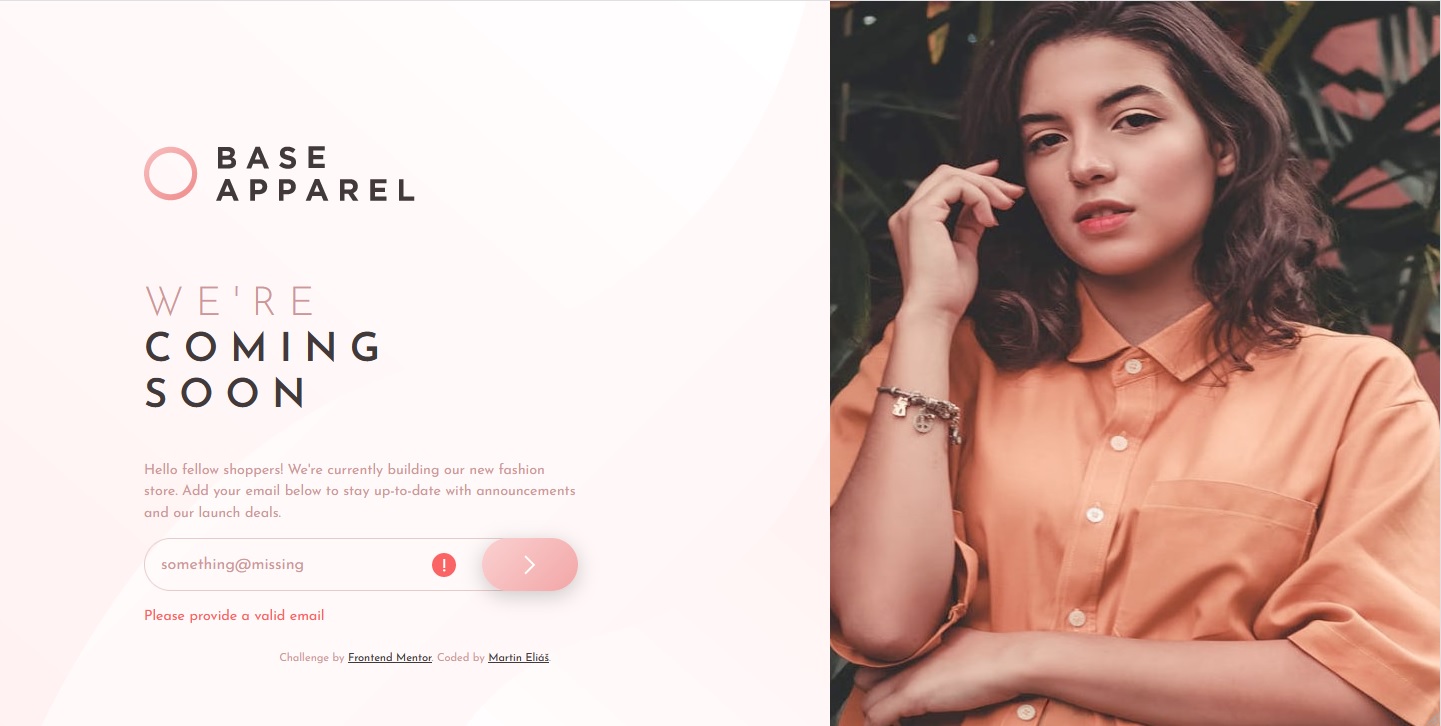 BASE
APPAREL
WE'RE
COMING
SOON
Hello fellow shoppers! We're currently building our new fashion
store. Add your email below to stay up-to-date with announcements
and our launch deals.
something@missing
!
Please provide a valid email
Challenge by Frontend Mentor. Coded by Martin Eliáš.